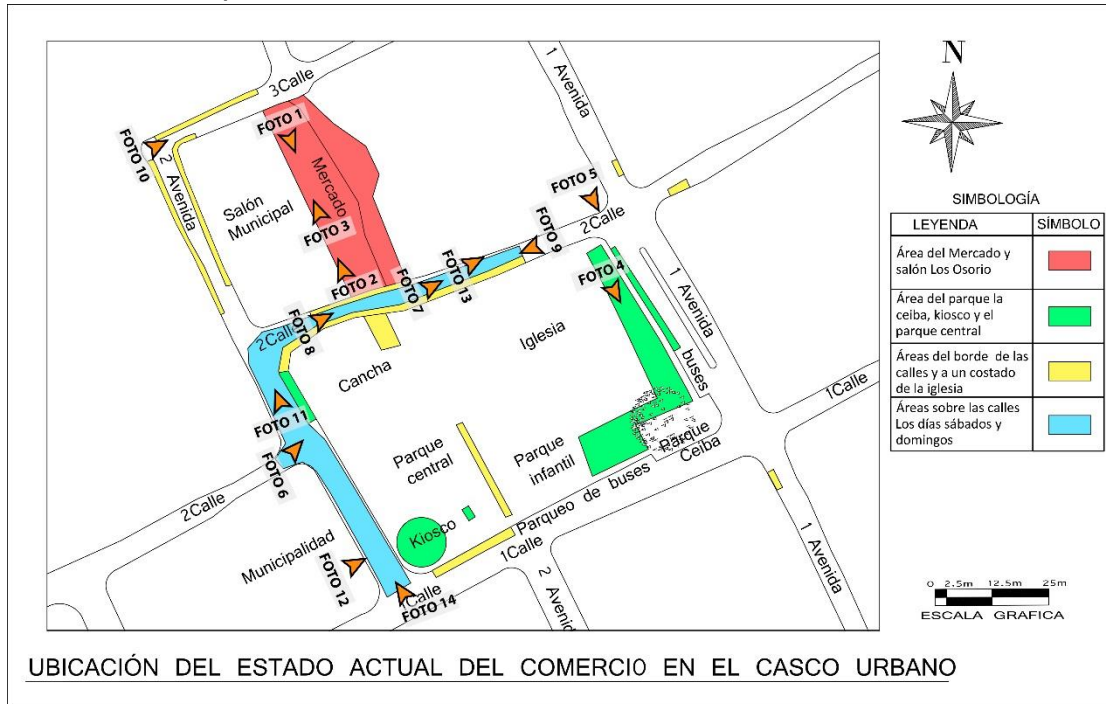 3Calle
1 Avenida
N
FOTO 1
FOTO 10
2 Avenida
Mercado
FOTO 5
SIMBOLOGÍA
LEYENDA
SÍMBOLO
Salón
Municipal
FOTO 3
2Calle
FOTO 9
Área del Mercado y
salón Los Osorio
FOTO 2
FOTO 13
FOTO 7
FOTO 4
1 Avenida
Área del parque la
ceiba, kiosco y el
parque central
2Calle
FOTO 8
Iglesia
buses
Cancha
Áreas del borde de las
calles y a un costado
de la iglesia
1Calle
FOTO 11
Áreas sobre las calles
Los días sábados y
domingos
Parque
central
Parque
infantil
Parque
Ceiba
FOTO 6
2Calle
Parqueo de buses
Kiosco
1 Avenida
Municipalidad
FOTO 12
1Calle
2 Avenida
1Calle
FOTO 14
0 2.5m 12.5m 25m
ESCALA GRAFICA
UBICACIÓN DEL ESTADO ACTUAL DEL COMERCI0 EN EL CASCO URBANO